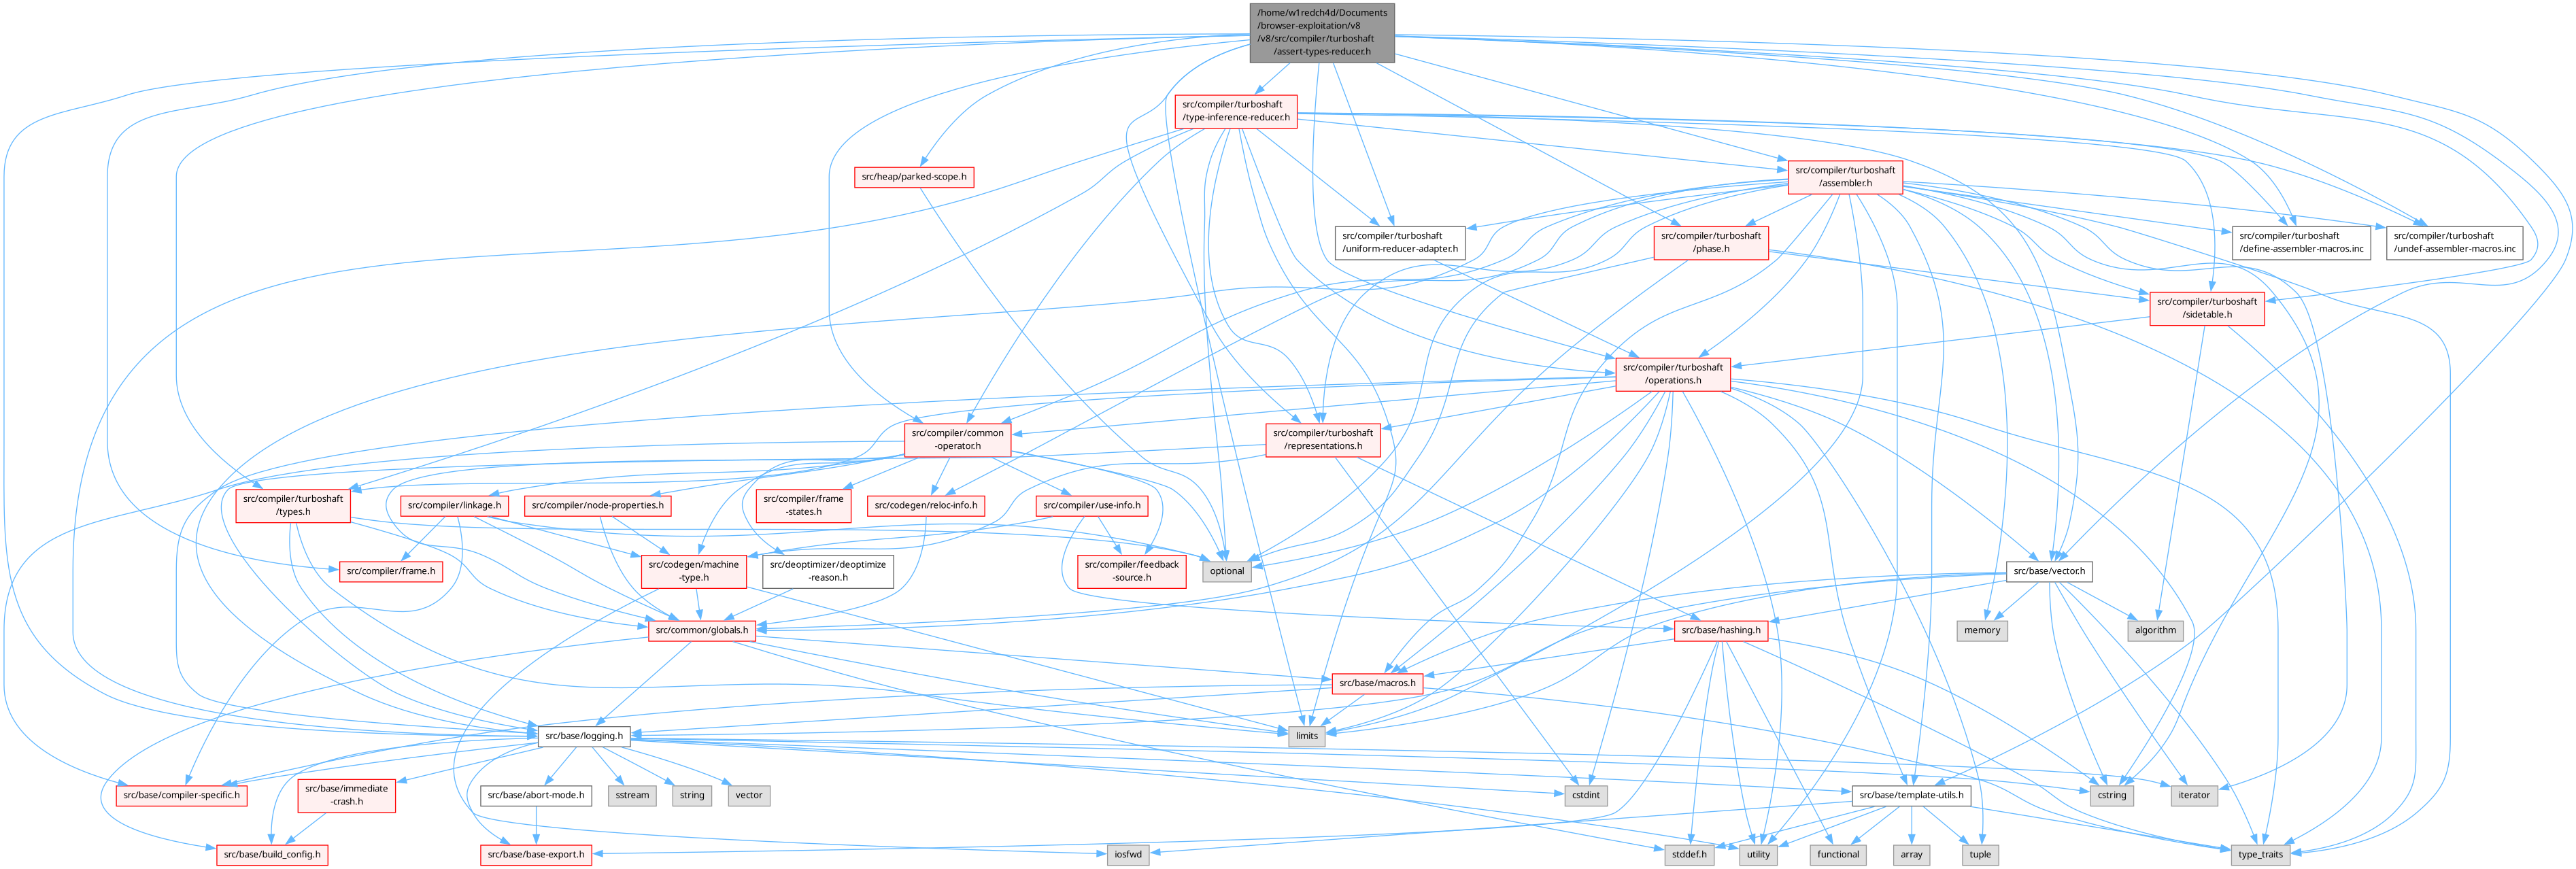 /home/w1redch4d/Documents
/browser-exploitation/v8
/v8/src/compiler/turboshaft
/assert-types-reducer.h
src/compiler/turboshaft
/type-inference-reducer.h
src/heap/parked-scope.h
src/compiler/turboshaft
/assembler.h
src/compiler/turboshaft
/uniform-reducer-adapter.h
src/compiler/turboshaft
/phase.h
src/compiler/turboshaft
/define-assembler-macros.inc
src/compiler/turboshaft
/undef-assembler-macros.inc
src/compiler/turboshaft
/sidetable.h
src/compiler/turboshaft
/operations.h
src/compiler/common
-operator.h
src/compiler/turboshaft
/representations.h
src/compiler/turboshaft
/types.h
src/compiler/linkage.h
src/compiler/node-properties.h
src/compiler/frame
-states.h
src/codegen/reloc-info.h
src/compiler/use-info.h
src/compiler/frame.h
src/codegen/machine
-type.h
src/deoptimizer/deoptimize
-reason.h
src/compiler/feedback
-source.h
optional
src/base/vector.h
src/common/globals.h
src/base/hashing.h
memory
algorithm
src/base/macros.h
src/base/logging.h
limits
src/base/compiler-specific.h
src/base/immediate
-crash.h
src/base/abort-mode.h
sstream
string
vector
cstdint
src/base/template-utils.h
cstring
iterator
src/base/build_config.h
src/base/base-export.h
iosfwd
stddef.h
utility
functional
array
tuple
type_traits